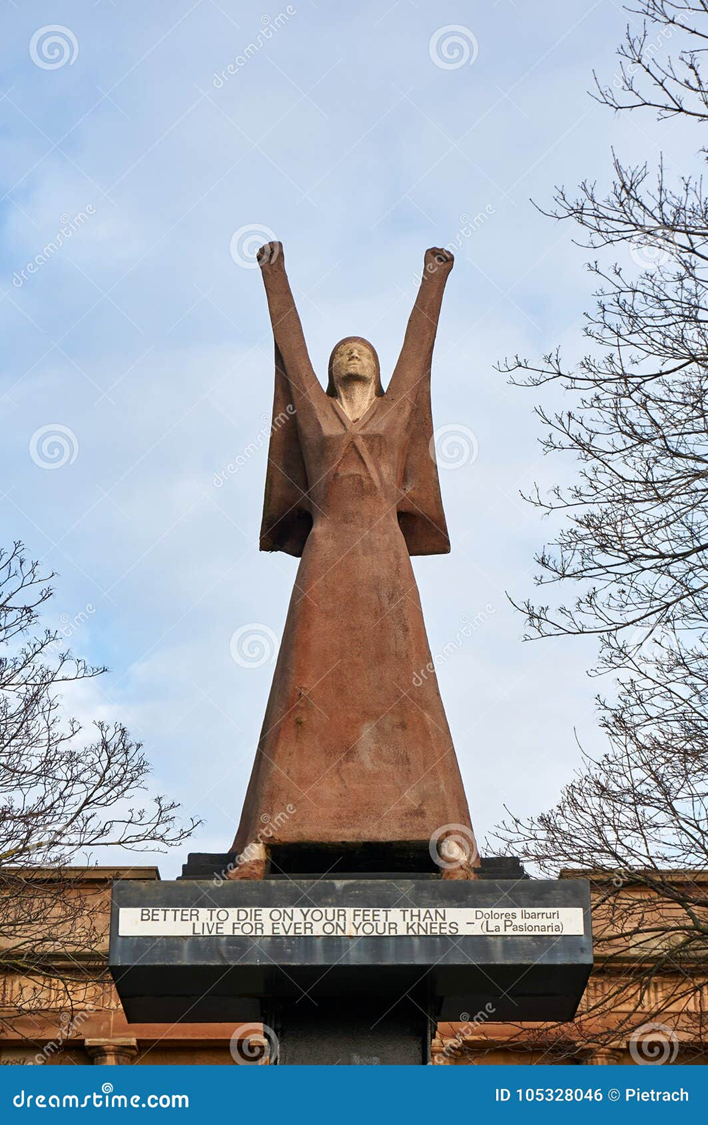 BETTER TO DIE ON YOUR FEET THAN
LIVE FOR EVER ON YOUR KNEES – Dolores Ibarruri
(La Pasionaria)
dreamstime.com
ID 105328046 © Pietrach